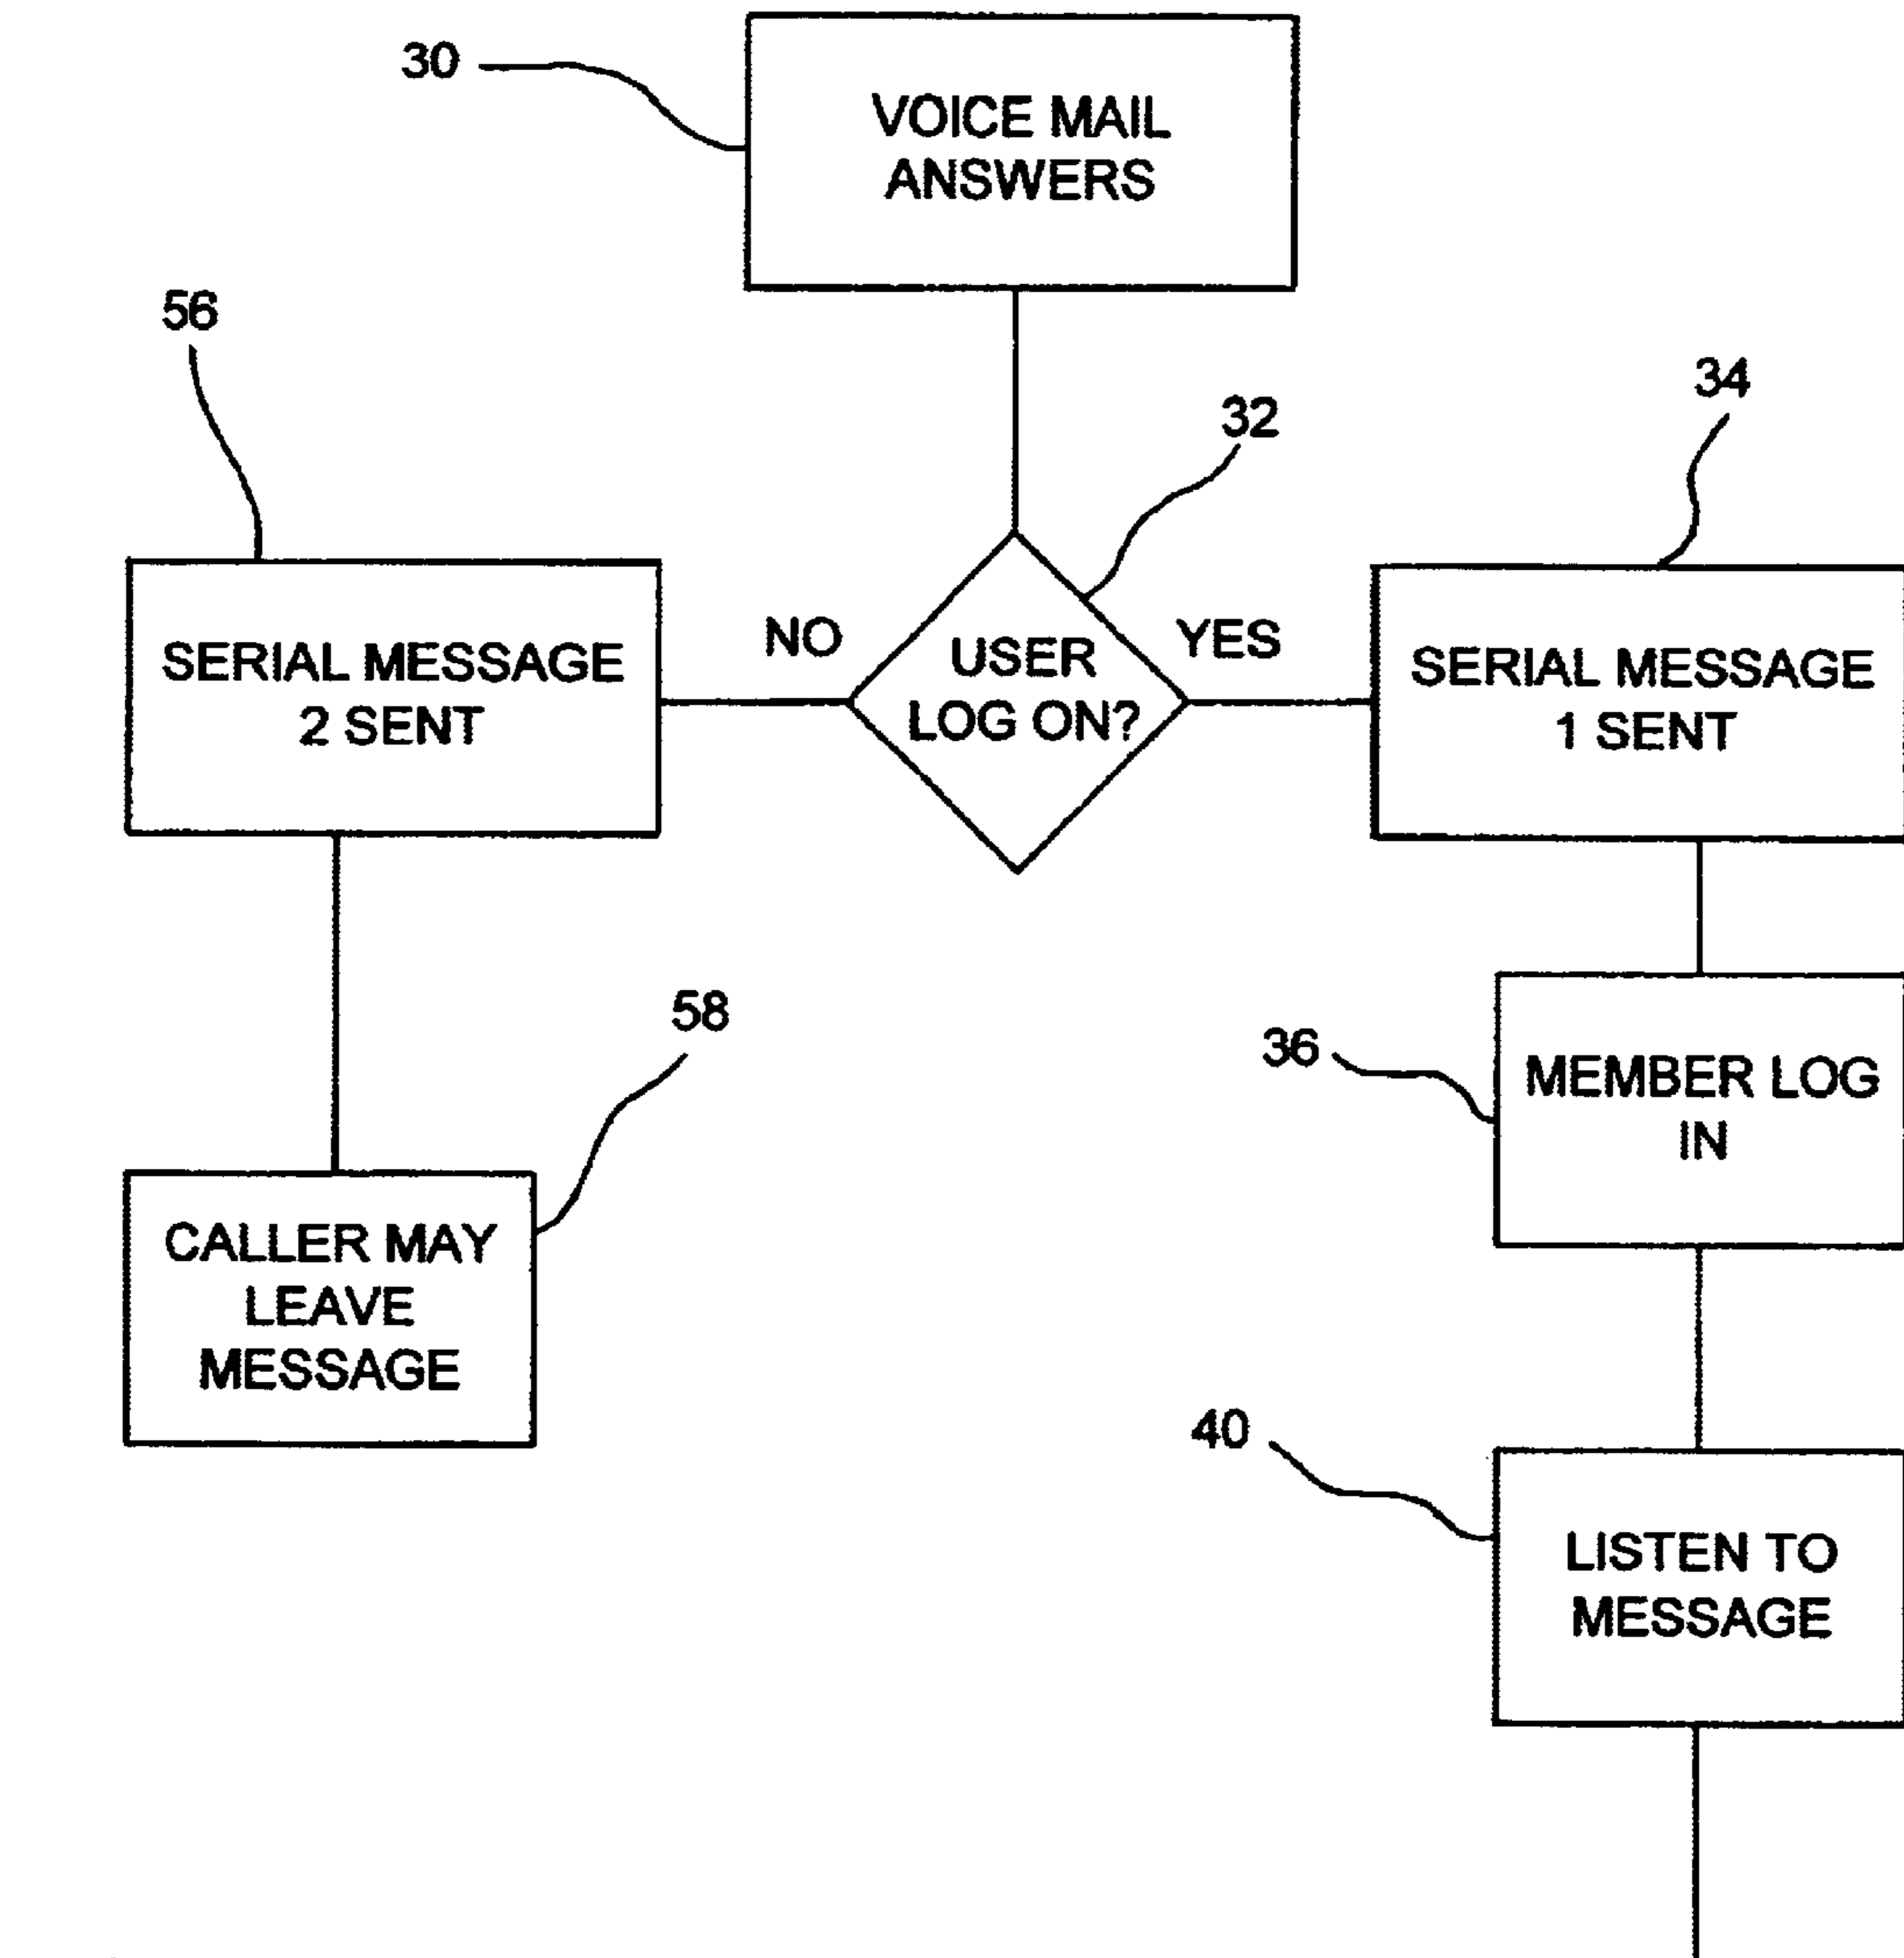 30
VOICE MAIL
ANSWERS
56
32
34
SERIAL MESSAGE
2 SENT
NO
USER
LOG ON?
YES
SERIAL MESSAGE
1 SENT
58
36
MEMBER LOG
IN
CALLER MAY
LEAVE
MESSAGE
40
LISTEN TO
MESSAGE